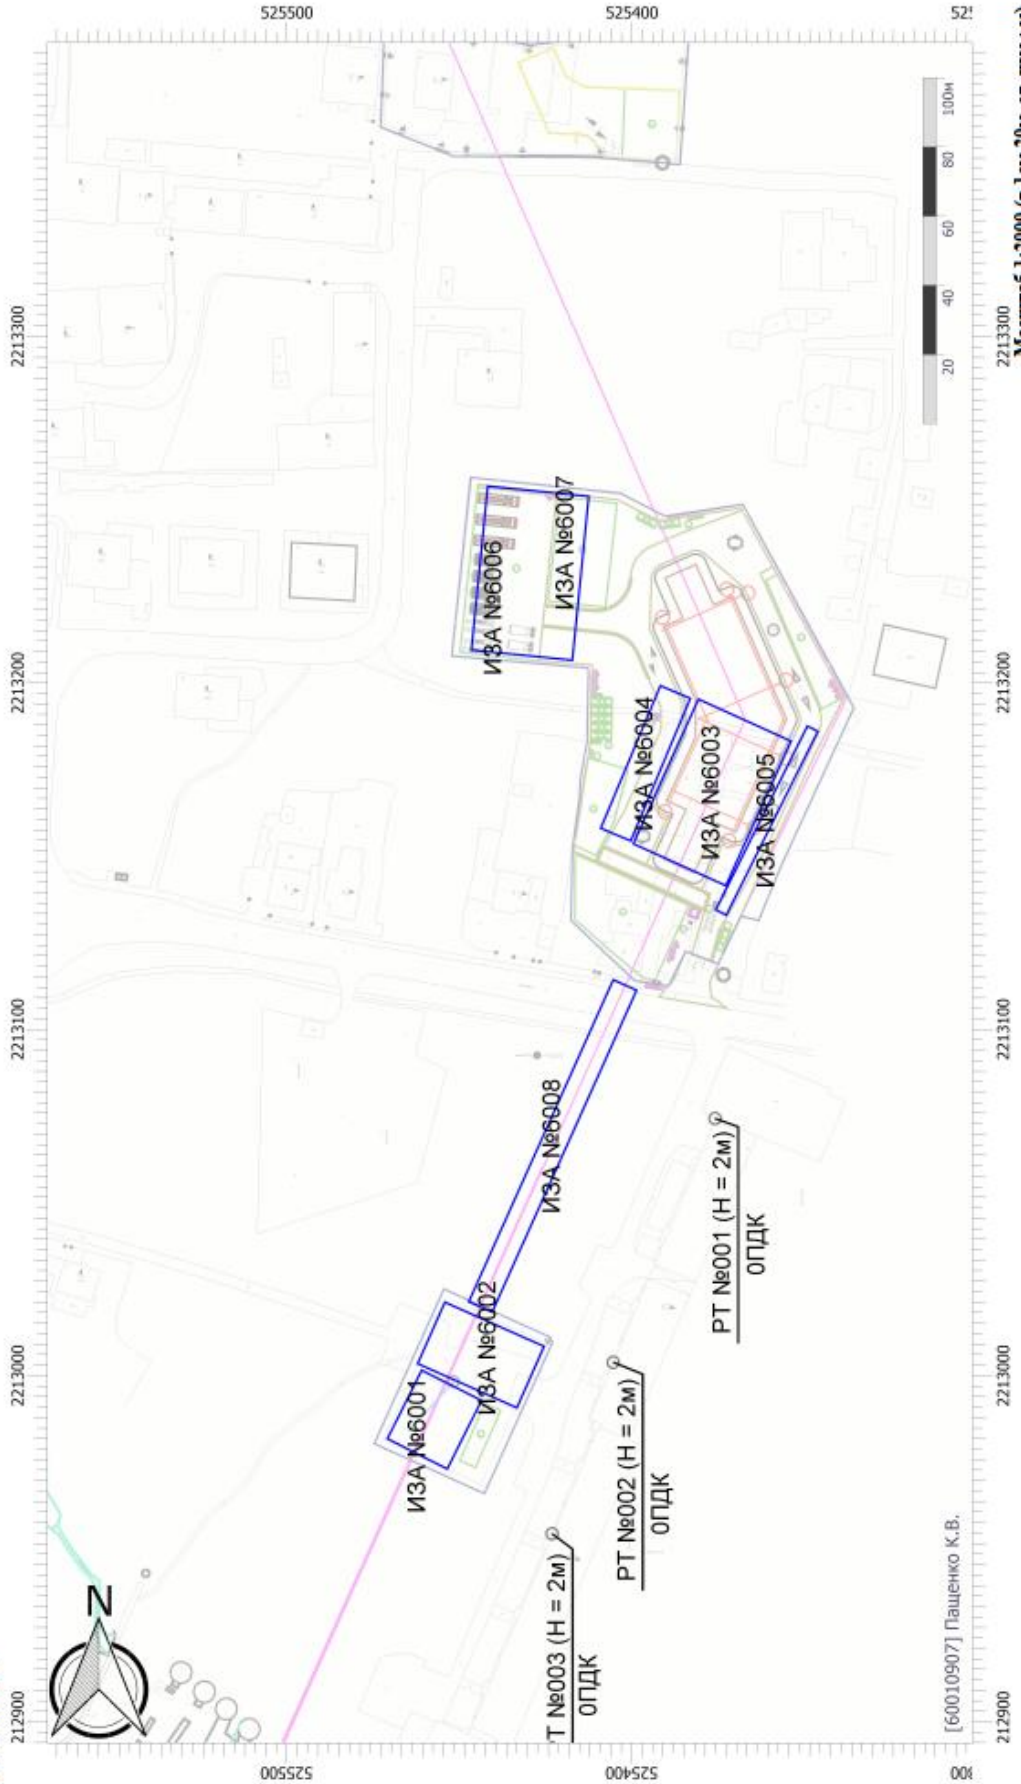 525500
525400
2213300
2213200
2213100
2213000
212900
2213300
2213200
2213100
2213000
212900
525500
525400
N
ИЗА №6001
ИЗА №6002
ИЗА №6008
ИЗА №6004
ИЗА №6003
ИЗА №6005
ИЗА №6006
ИЗА №6007
РТ №001 (H = 2м)
0ПДК
РТ №002 (H = 2м)
0ПДК
Т №003 (H = 2м)
0ПДК
20 40 60 80 100м
[60010907] Пащенко К.В.